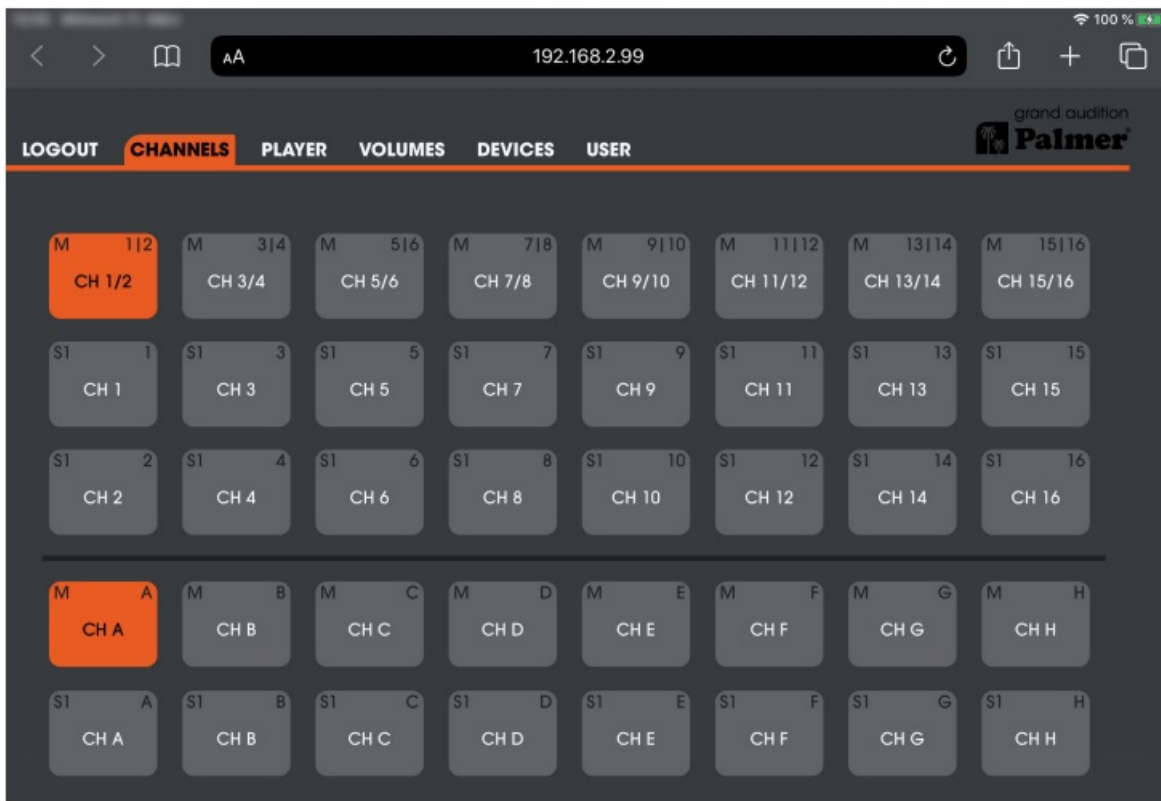 100 %
AA 192.168.2.99
grand audition
Palmer
LOGOUT CHANNELS PLAYER VOLUMES DEVICES USER
M 1|2 M 3|4 M 5|6 M 7|8 M 9|10 M 11|12 M 13|14 M 15|16
CH 1/2 CH 3/4 CH 5/6 CH 7/8 CH 9/10 CH 11/12 CH 13/14 CH 15/16
S1 1 S1 3 S1 5 S1 7 S1 9 S1 11 S1 13 S1 15
CH 1 CH 3 CH 5 CH 7 CH 9 CH 11 CH 13 CH 15
S1 2 S1 4 S1 6 S1 8 S1 10 S1 12 S1 14 S1 16
CH 2 CH 4 CH 6 CH 8 CH 10 CH 12 CH 14 CH 16
M A M B M C M D M E M F M G M H
CH A CH B CH C CH D CH E CH F CH G CH H
S1 A S1 B S1 C S1 D S1 E S1 F S1 G S1 H
CH A CH B CH C CH D CH E CH F CH G CH H